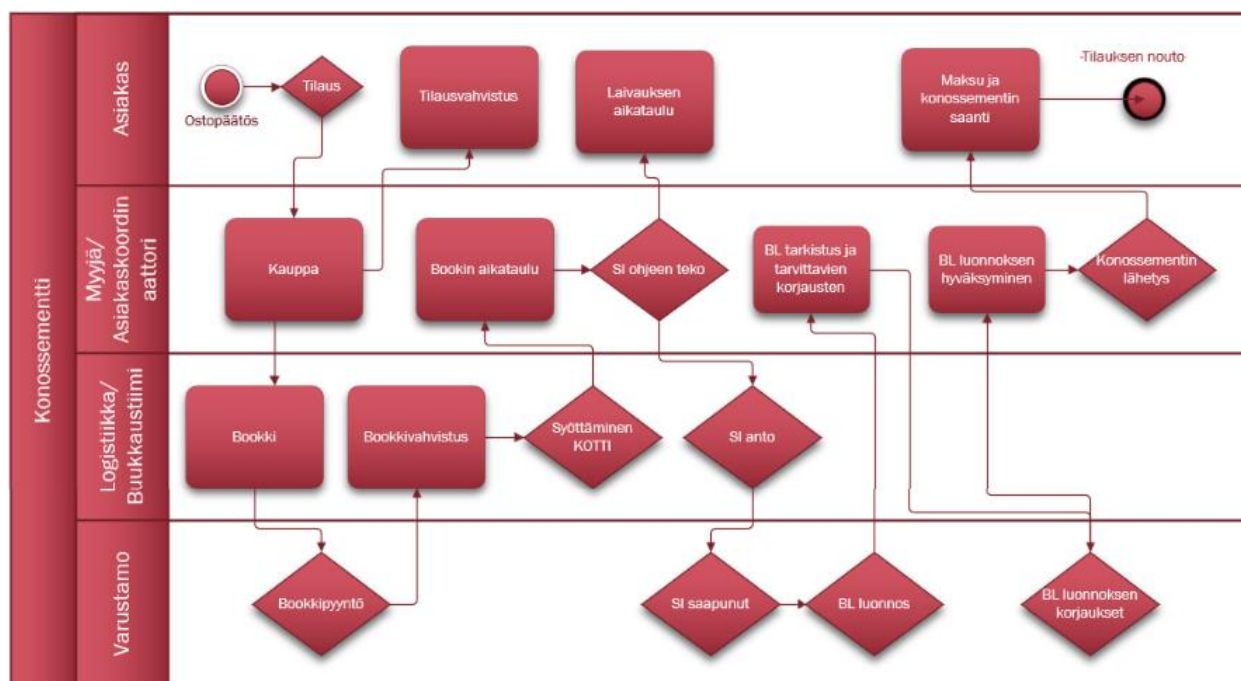 Konossementti
Asiakas
Ostopäätös
Tilaus
Tilausvahvistus
Laivauksen
aikataulu
Maksu ja
konossementin
saanti
-Tilauksen nouto-
Myyjä/
Asiakaskoordin
aattori
Kauppa
Bookin aikataulu
SI ohjeen teko
BL tarkistus ja
tarvittavien
korjausten
BL luonnoksen
hyväksyminen
Konossementin
lähetys
Logistiikka/
Buukkaustiimi
Bookki
Bookkivahvistus
Syöttäminen
KOTTI
SI anto
Varustamo
Bookkipyyntö
SI saapunut
BL luonnos
BL luonnoksen
korjaukset